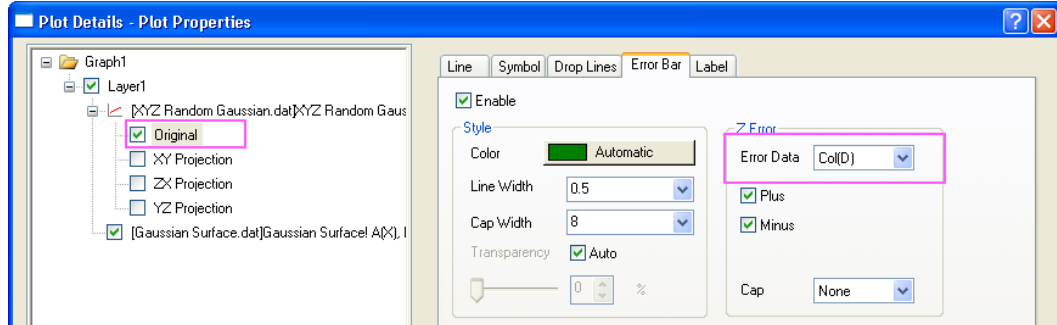 Plot Details - Plot Properties
Graph1
Layer1
[XYZ Random Gaussian.dat]XYZ Random Gaus
Original
XY Projection
ZX Projection
YZ Projection
[Gaussian Surface.dat]Gaussian Surface! A(X), I
Line Symbol Drop Lines Error Bar Label
Enable
Style
Color Automatic
Line Width 0.5
Cap Width 8
Transparency Auto
0 %
Z Error
Error Data Col(D)
Plus
Minus
Cap None